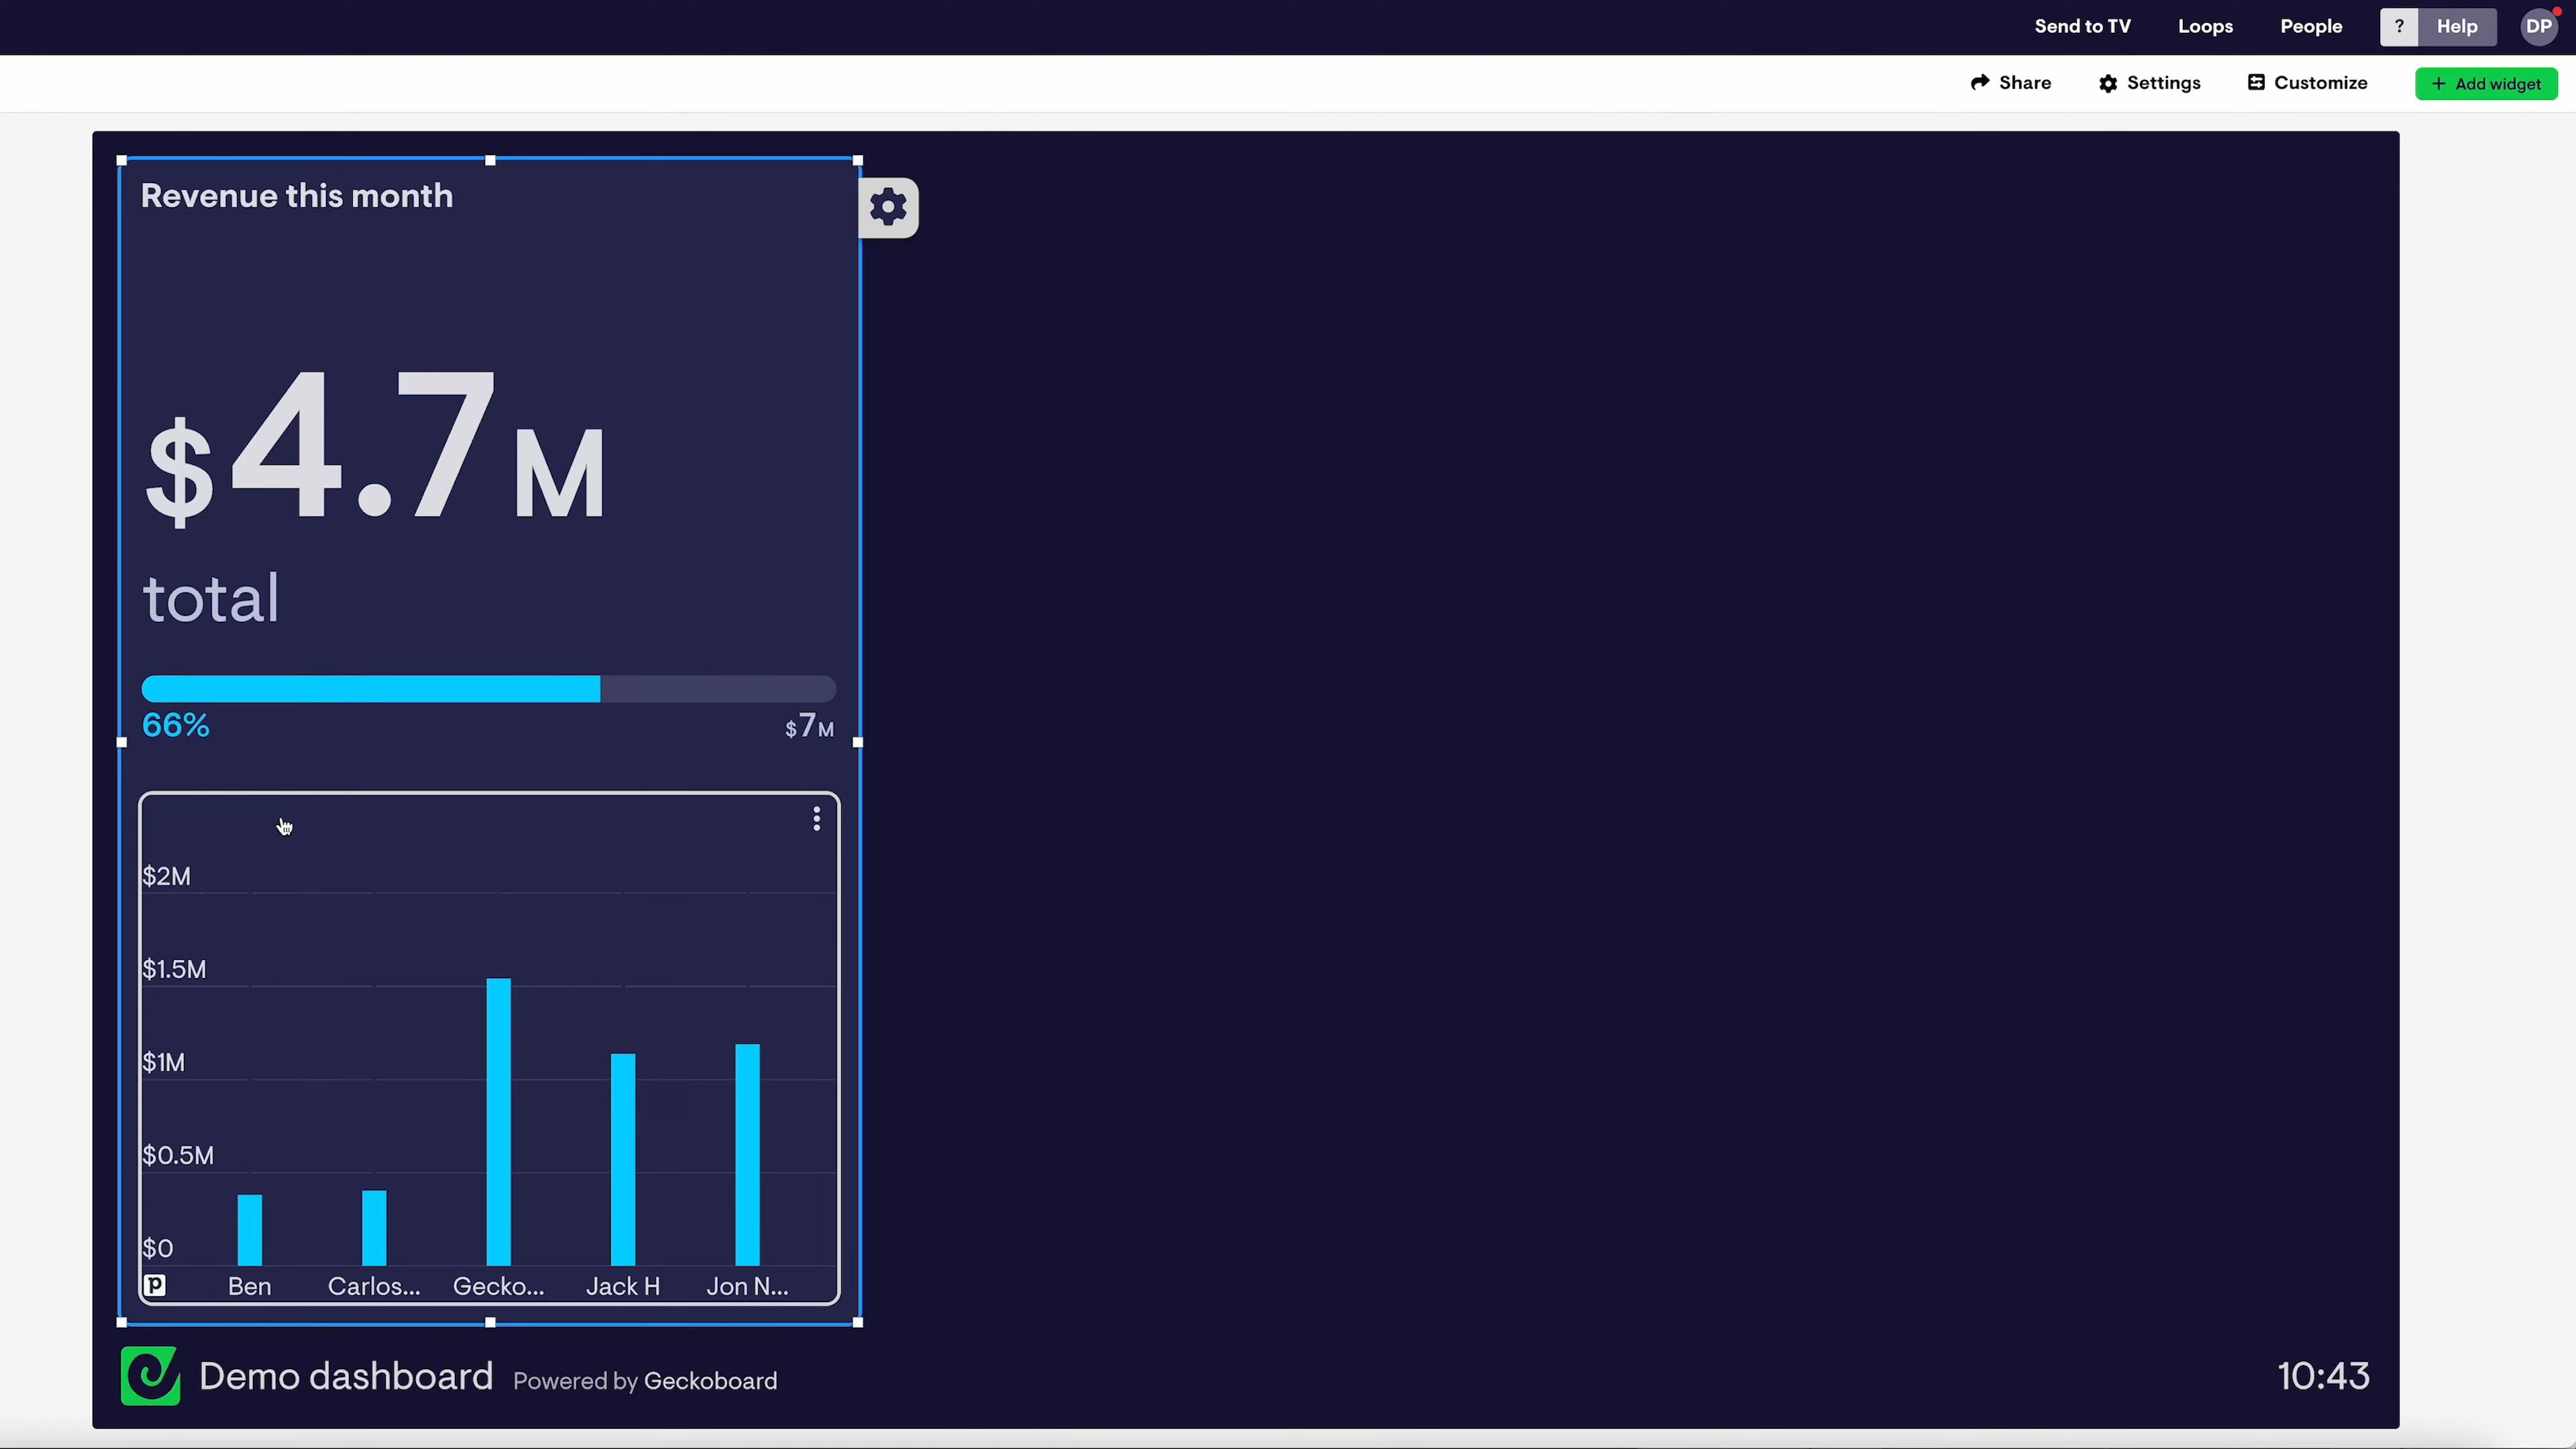 Send to TV Loops People ? Help DP
Share Settings Customize + Add widget
Revenue this month
$4.7M
total
66% $7M
$2M
$1.5M
$1M
$0.5M
$0
Ben Carlos... Gecko... Jack H Jon N...
Demo dashboard Powered by Geckoboard 10:43